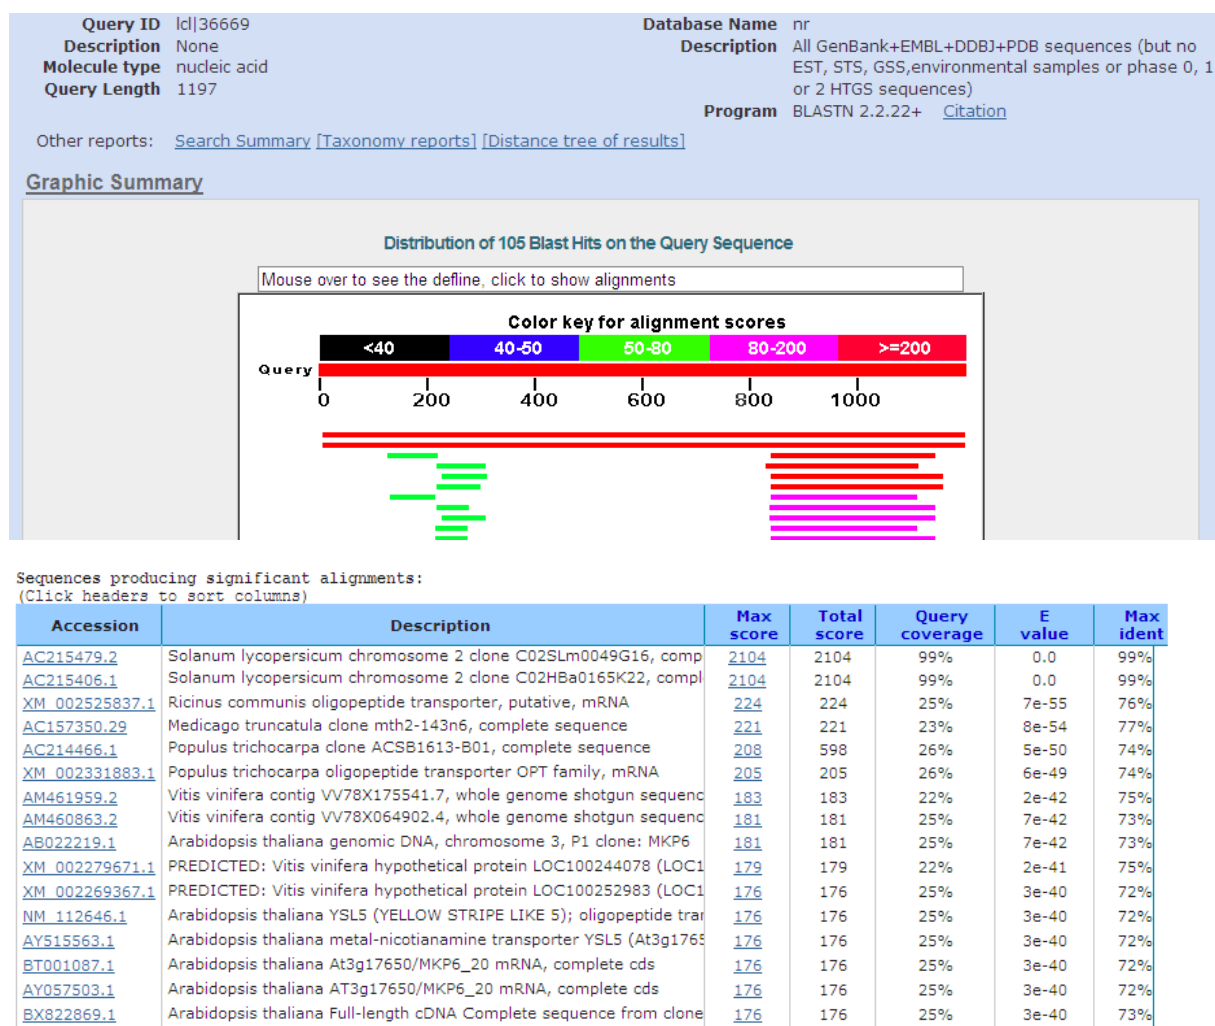 Query ID lcl|36669
Description None
Molecule type nucleic acid
Query Length 1197
Database Name nr
Description All GenBank+EMBL+DDBJ+PDB sequences (but no
EST, STS, GSS,environmental samples or phase 0, 1
or 2 HTGS sequences)
Program BLASTN 2.2.22+ Citation
Other reports: Search Summary [Taxonomy reports] [Distance tree of results]
Graphic Summary
Distribution of 105 Blast Hits on the Query Sequence
Mouse over to see the defline, click to show alignments
Color key for alignment scores
<40 40-50 50-80 80-200 >=200
Query
0 200 400 600 800 1000
Sequences producing significant alignments:
(Click headers to sort columns)
Accession Description Max score Total score Query coverage E value Max ident
AC215479.2 Solanum lycopersicum chromosome 2 clone C02SLm0049G16, comp 2104 2104 99% 0.0 99%
AC215406.1 Solanum lycopersicum chromosome 2 clone C02HBa0165K22, compl 2104 2104 99% 0.0 99%
XM_002525837.1 Ricinus communis oligopeptide transporter, putative, mRNA 224 224 25% 7e-55 76%
AC157350.29 Medicago truncatula clone mth2-143n6, complete sequence 221 221 23% 8e-54 77%
AC214466.1 Populus trichocarpa clone ACSB1613-B01, complete sequence 208 598 26% 5e-50 74%
XM_002331883.1 Populus trichocarpa oligopeptide transporter OPT family, mRNA 205 205 26% 6e-49 74%
AM461959.2 Vitis vinifera contig VV78X175541.7, whole genome shotgun sequenc 183 183 22% 2e-42 75%
AM460863.2 Vitis vinifera contig VV78X064902.4, whole genome shotgun sequenc 181 181 25% 7e-42 73%
AB022219.1 Arabidopsis thaliana genomic DNA, chromosome 3, P1 clone: MKP6 181 181 25% 7e-42 73%
XM_002279671.1 PREDICTED: Vitis vinifera hypothetical protein LOC100244078 (LOC1 179 179 22% 2e-41 75%
XM_002269367.1 PREDICTED: Vitis vinifera hypothetical protein LOC100252983 (LOC1 176 176 25% 3e-40 72%
NM_112646.1 Arabidopsis thaliana YSL5 (YELLOW STRIPE LIKE 5); oligopeptide tran 176 176 25% 3e-40 72%
AY515563.1 Arabidopsis thaliana metal-nicotianamine transporter YSL5 (At3g1765 176 176 25% 3e-40 72%
BT001087.1 Arabidopsis thaliana At3g17650/MKP6_20 mRNA, complete cds 176 176 25% 3e-40 72%
AY057503.1 Arabidopsis thaliana AT3g17650/MKP6_20 mRNA, complete cds 176 176 25% 3e-40 72%
BX822869.1 Arabidopsis thaliana Full-length cDNA Complete sequence from clone 176 176 25% 3e-40 73%